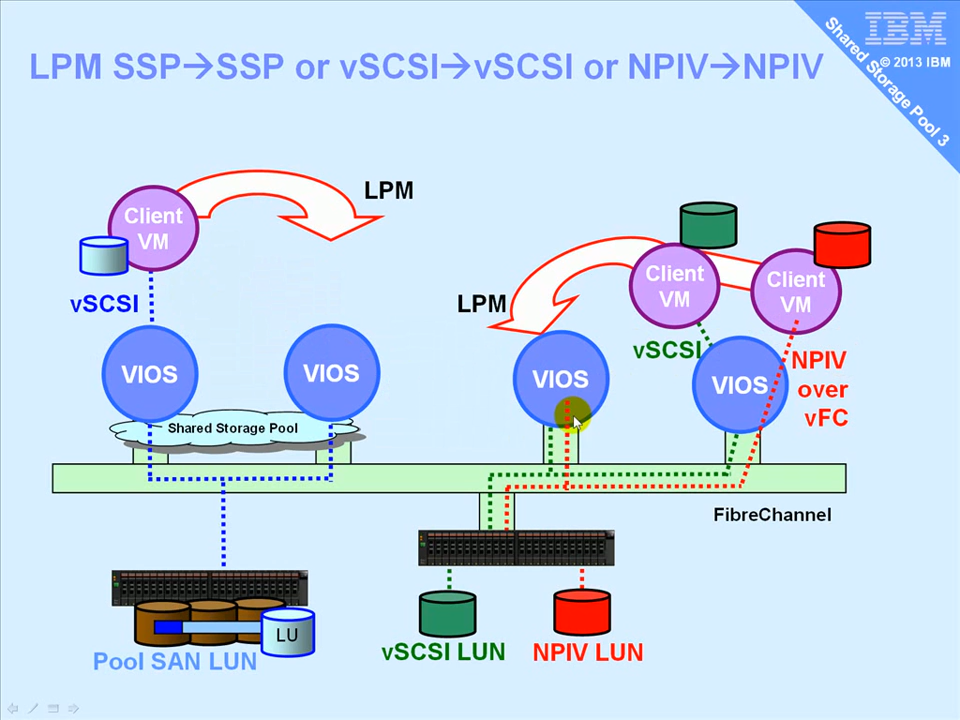 LPM SSP→SSP or vSCSI→vSCSI or NPIV→NPIV
IBM
© 2013 IBM
Shared Storage Pool 3
LPM
Client
VM
vSCSI
VIOS
VIOS
Shared Storage Pool
LPM
Client
VM
Client
VM
vSCSI
VIOS
VIOS
NPIV
over
vFC
FibreChannel
LU
Pool SAN LUN
vSCSI LUN
NPIV LUN